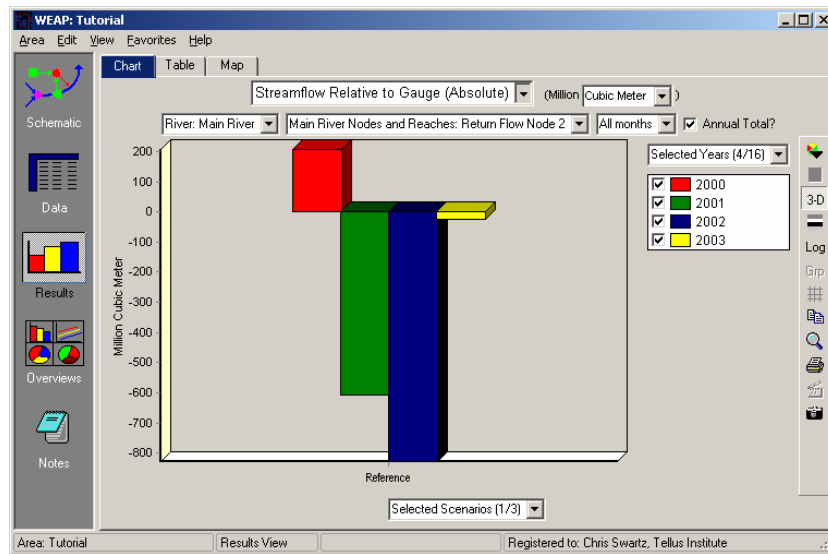 WEAP: Tutorial
Area Edit View Favorites Help
Chart Table Map
Streamflow Relative to Gauge (Absolute) (Million Cubic Meter )
River: Main River Main River Nodes and Reaches: Return Flow Node 2 All months Annual Total?
Schematic
Data
Results
Overviews
Notes
Million Cubic Meter
200
100
0
-100
-200
-300
-400
-500
-600
-700
-800
Reference
Selected Scenarios (1/3)
Selected Years (4/16)
2000
2001
2002
2003
3-D
Log
Grp
Area: Tutorial Results View Registered to: Chris Swartz, Tellus Institute